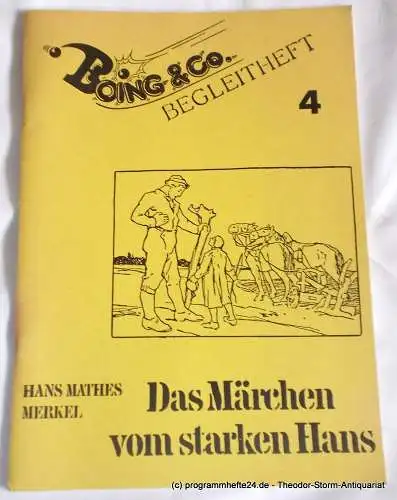 BOING & CO.
BEGLEITHEFT
4
HANS MATHES
MERKEL
Das Märchen
vom starken Hans
(c) programmhefte24.de - Theodor-Storm-Antiquariat